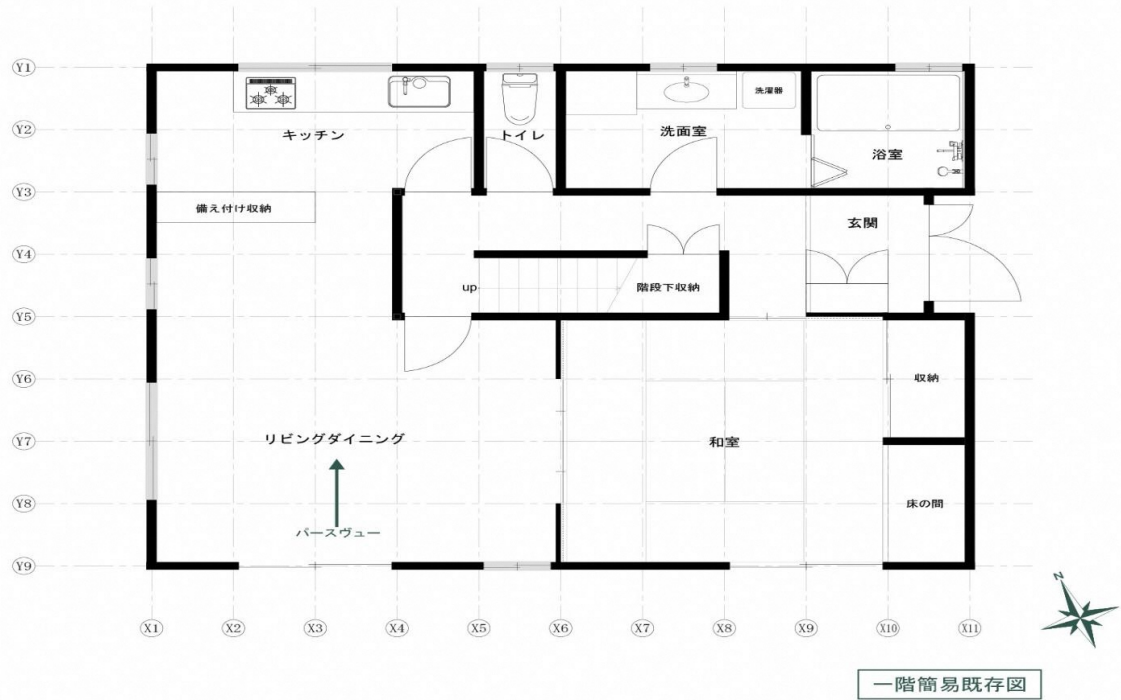 Y1
洗濯器
Y2
キッチン
トイレ
洗面室
浴室
Y3
備え付け収納
玄関
Y4
up
階段下収納
Y5
Y6
収納
リビングダイニング
Y7
和室
Y8
床の間
パースヴュー
Y9
X1 X2 X3 X4 X5 X6 X7 X8 X9 X10 X11
N
一階簡易既存図